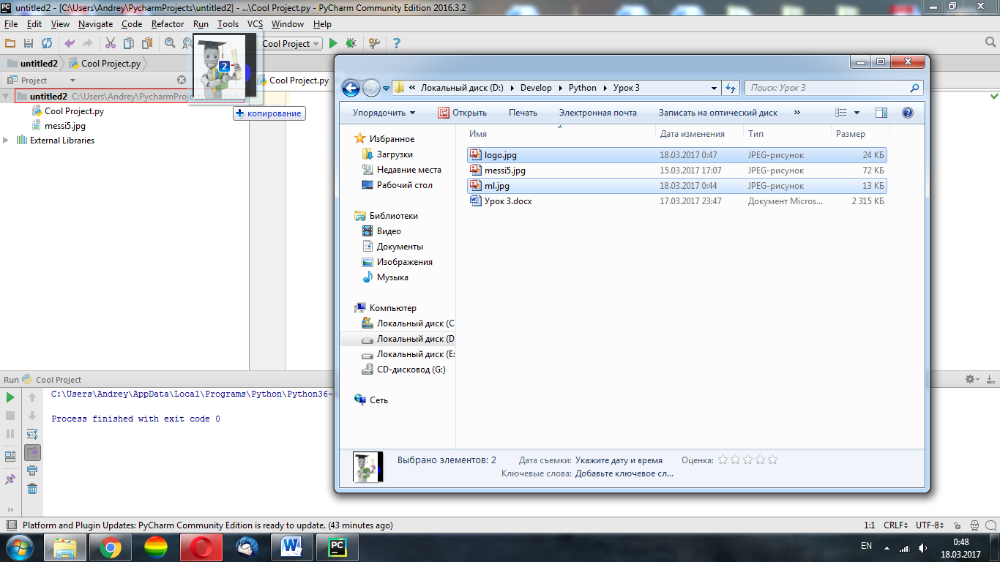 untitled2 - [C:\Users\Andrey\PycharmProjects\untitled2] - ...\Cool Project.py - PyCharm Community Edition 2016.3.2
File Edit View Navigate Code Refactor Run Tools VCS Window Help
Cool Project
untitled2 Cool Project.py
Project Cool Project.py
untitled2 C:\Users\Andrey\PycharmProjects\untitled2
2
копирование
Cool Project.py
messi5.jpg
External Libraries
« Локальный диск (D:) Develop Python Урок 3
Поиск: Урок 3
Упорядочить Открыть Печать Электронная почта Записать на оптический диск »
Избранное
Загрузки
Недавние места
Рабочий стол
Библиотеки
Видео
Документы
Изображения
Музыка
Компьютер
Локальный диск (C
Локальный диск (D
Локальный диск (E:
CD-дисковод (G:)
Сеть
Имя Дата изменения Тип Размер
logo.jpg 18.03.2017 0:47 JPEG-рисунок 24 КБ
messi5.jpg 15.03.2017 17:07 JPEG-рисунок 72 КБ
ml.jpg 18.03.2017 0:44 JPEG-рисунок 13 КБ
Урок 3.docx 17.03.2017 23:47 Документ Micros... 2 315 КБ
Выбрано элементов: 2 Дата съемки: Укажите дату и время Оценка:
Ключевые слова: Добавьте ключевое сл...
Run Cool Project
C:\Users\Andrey\AppData\Local\Programs\Python\Python36-
Process finished with exit code 0
Platform and Plugin Updates: PyCharm Community Edition is ready to update. (43 minutes ago) 1:1 CRLF UTF-8
EN 0:48
18.03.2017